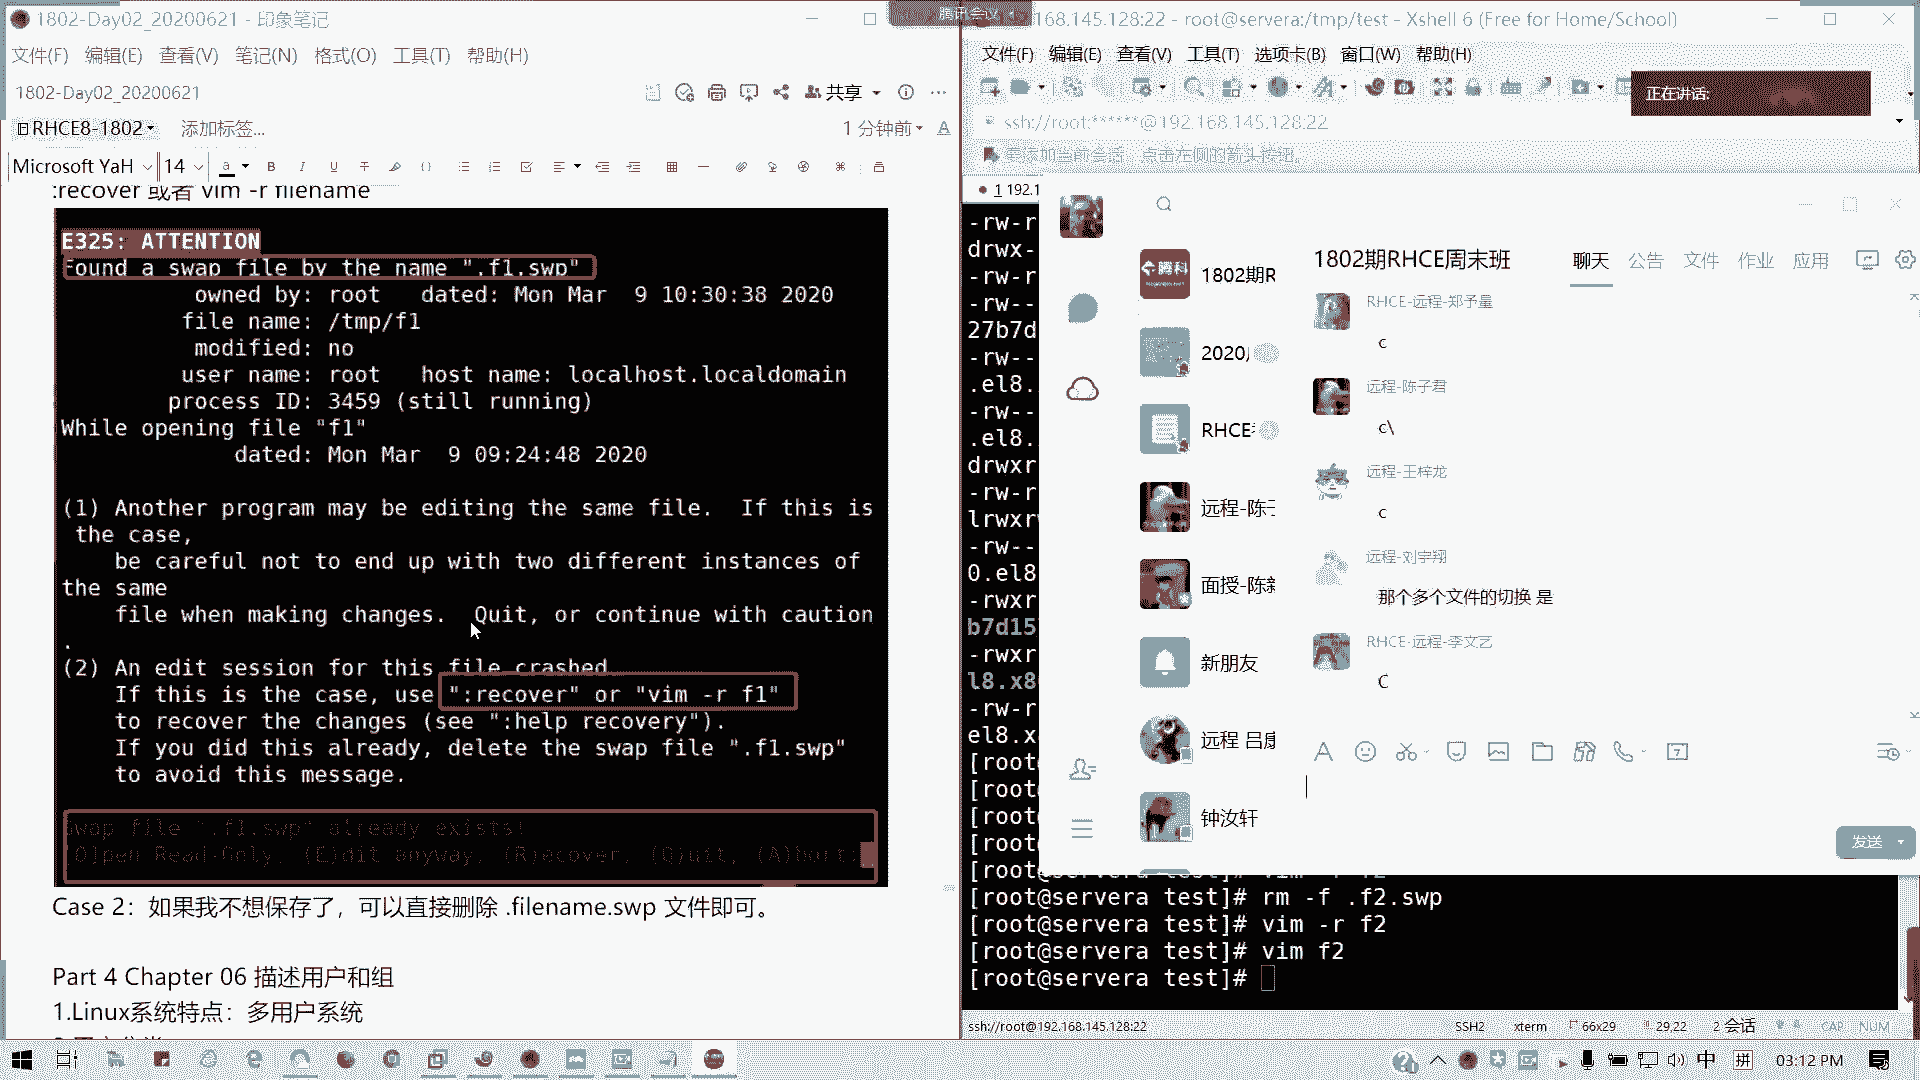 1802-Day02_20200621 - 印象笔记
文件(F) 编辑(E) 查看(V) 笔记(N) 格式(O) 工具(T) 帮助(H)
1802-Day02_20200621
共享
RHCE8-1802
添加标签...
1 分钟前
Microsoft YaH
14
:recover 或者 vim -r filename
E325: ATTENTION
Found a swap file by the name ".f1.swp"
owned by: root dated: Mon Mar 9 10:30:38 2020
file name: /tmp/f1
modified: no
user name: root host name: localhost.localdomain
process ID: 3459 (still running)
While opening file "f1"
dated: Mon Mar 9 09:24:48 2020
(1) Another program may be editing the same file. If this is
the case,
be careful not to end up with two different instances of
the same
file when making changes. Quit, or continue with caution
.
(2) An edit session for this file crashed.
If this is the case, use ":recover" or "vim -r f1"
to recover the changes (see ":help recovery").
If you did this already, delete the swap file ".f1.swp"
to avoid this message.
Swap file ".f1.swp" already exists!
[O]pen Read-Only, (E)dit anyway, (R)ecover, (Q)uit, (A)bort:
Case 2：如果我不想保存了，可以直接删除 .filename.swp 文件即可。
Part 4 Chapter 06 描述用户和组
1.Linux系统特点：多用户系统
腾讯会议
168.145.128:22 - root@servera:/tmp/test - Xshell 6 (Free for Home/School)
文件(F) 编辑(E) 查看(V) 工具(T) 选项卡(B) 窗口(W) 帮助(H)
正在讲话:
ssh://root:******@192.168.145.128:22
要添加当前会话，点击左侧的箭头按钮。
1 192.1
-rw-r
drwx-
-rw-r
-rw--
27b7d
-rw--
.el8.
-rw--
.el8.
drwxr
-rw-r
lrwxrw
-rw--
0.el8
-rwxr
b7d15
-rwxr
l8.x8
-rw-r
el8.x
[root
[root
[root
[root
[root@servera test]# rm -f .f2.swp
[root@servera test]# vim -r f2
[root@servera test]# vim f2
[root@servera test]#
ssh://root@192.168.145.128:22
SSH2
xterm
66x29
29,22
2 会话
CAP
NUM
1802期R
2020
RHCE
远程-陈子
面授-陈新
新朋友
远程 吕康
钟汝轩
1802期RHCE周末班
聊天 公告 文件 作业 应用
RHCE-远程-郑予量
c
远程-陈子君
c\
远程-王梓龙
c
远程-刘宇翔
那个多个文件的切换 是
RHCE-远程-李文艺
C
发送
中
拼
03:12 PM